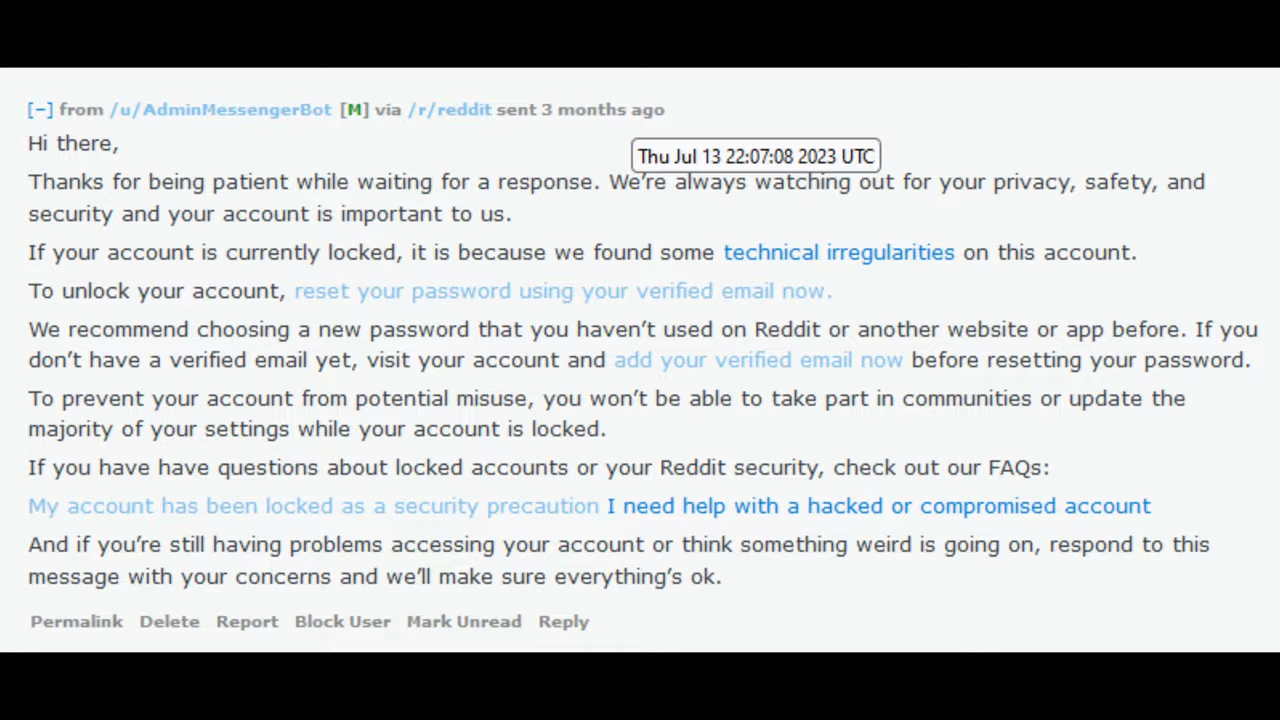 [−] from /u/AdminMessengerBot [M] via /r/reddit sent 3 months ago
Hi there,
Thu Jul 13 22:07:08 2023 UTC
Thanks for being patient while waiting for a response. We’re always watching out for your privacy, safety, and
security and your account is important to us.
If your account is currently locked, it is because we found some technical irregularities on this account.
To unlock your account, reset your password using your verified email now.
We recommend choosing a new password that you haven’t used on Reddit or another website or app before. If you
don’t have a verified email yet, visit your account and add your verified email now before resetting your password.
To prevent your account from potential misuse, you won’t be able to take part in communities or update the
majority of your settings while your account is locked.
If you have have questions about locked accounts or your Reddit security, check out our FAQs:
My account has been locked as a security precaution I need help with a hacked or compromised account
And if you’re still having problems accessing your account or think something weird is going on, respond to this
message with your concerns and we’ll make sure everything’s ok.
Permalink Delete Report Block User Mark Unread Reply